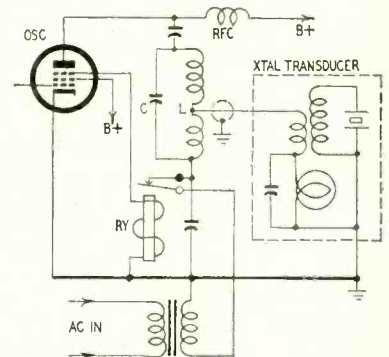 OSC
RFC
B+
XTAL TRANSDUCER
C
L
B+
RY
AC IN